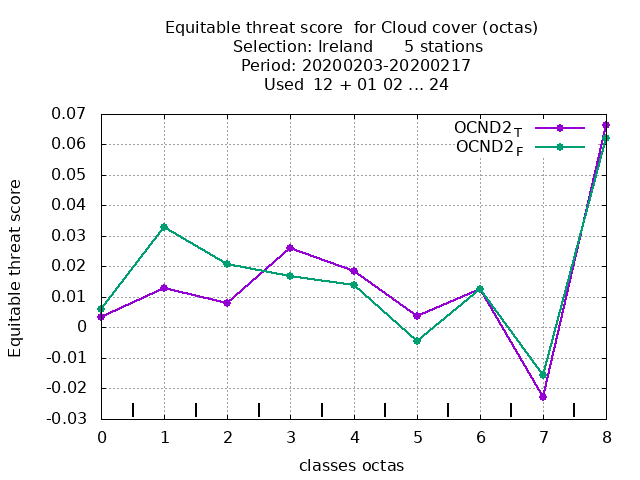 Equitable threat score  for Cloud cover (octas)
Selection: Ireland      5 stations
Period: 20200203-20200217
Used  12 + 01 02 ... 24
OCND2T
OCND2F
Equitable threat score
0.07
0.06
0.05
0.04
0.03
0.02
0.01
0
-0.01
-0.02
-0.03
0 1 2 3 4 5 6 7 8
classes octas